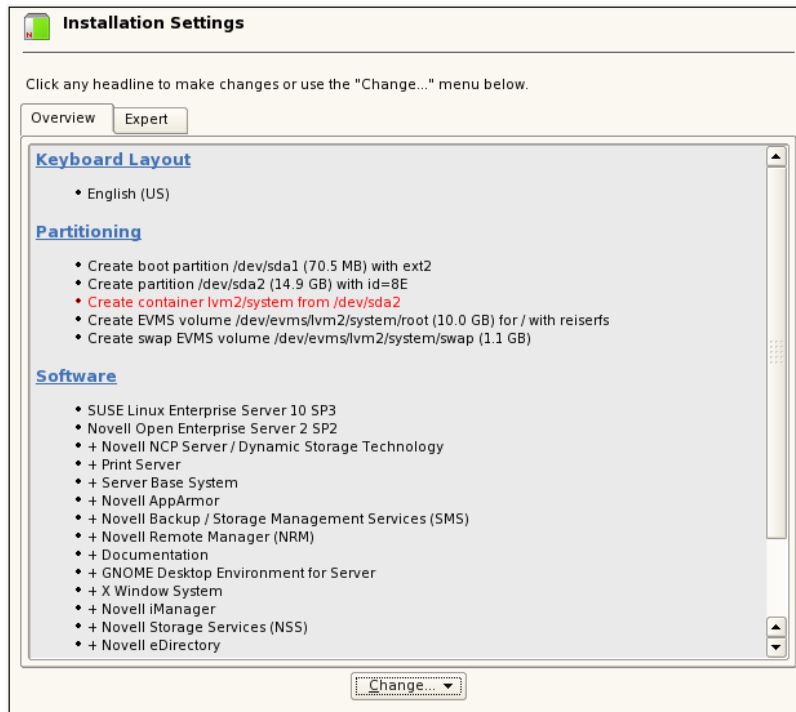 Installation Settings
Click any headline to make changes or use the "Change..." menu below.
Overview
Expert
Keyboard Layout
• English (US)
Partitioning
• Create boot partition /dev/sda1 (70.5 MB) with ext2
• Create partition /dev/sda2 (14.9 GB) with id=8E
• Create container lvm2/system from /dev/sda2
• Create EVMS volume /dev/evms/lvm2/system/root (10.0 GB) for / with reiserfs
• Create swap EVMS volume /dev/evms/lvm2/system/swap (1.1 GB)
Software
• SUSE Linux Enterprise Server 10 SP3
• Novell Open Enterprise Server 2 SP2
• + Novell NCP Server / Dynamic Storage Technology
• + Print Server
• + Server Base System
• + Novell AppArmor
• + Novell Backup / Storage Management Services (SMS)
• + Novell Remote Manager (NRM)
• + Documentation
• + GNOME Desktop Environment for Server
• + X Window System
• + Novell iManager
• + Novell Storage Services (NSS)
• + Novell eDirectory
Change...